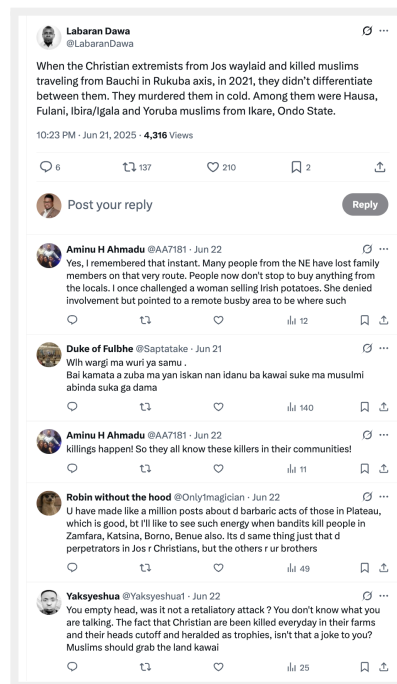 Labaran Dawa
@LabaranDawa
When the Christian extremists from Jos waylaid and killed muslims
traveling from Bauchi in Rukuba axis, in 2021, they didn't differentiate
between them. They murdered them in cold. Among them were Hausa,
Fulani, Ibira/Igala and Yoruba muslims from Ikare, Ondo State.
10:23 PM · Jun 21, 2025 · 4,316 Views
6 137 210 2
Post your reply
Reply
Aminu H Ahmadu @AA7181 · Jun 22
Yes, I remembered that instant. Many people from the NE have lost family
members on that very route. People now don't stop to buy anything from
the locals. I once challenged a woman selling Irish potatoes. She denied
involvement but pointed to a remote busby area to be where such
12
Duke of Fulbhe @Saptatake · Jun 21
Wlh wargi ma wuri ya samu .
Bai kamata a zuba ma yan iskan nan idanu ba kawai suke ma musulmi
abinda suka ga dama
140
Aminu H Ahmadu @AA7181 · Jun 22
killings happen! So they all know these killers in their communities!
11
Robin without the hood @Only1magician · Jun 22
U have made like a million posts about d barbaric acts of those in Plateau,
which is good, bt I'll like to see such energy when bandits kill people in
Zamfara, Katsina, Borno, Benue also. Its d same thing just that d
perpetrators in Jos r Christians, but the others r ur brothers
49
Yaksyeshua @Yaksyeshua1 · Jun 22
You empty head, was it not a retaliatory attack ? You don't know what you
are talking. The fact that Christian are been killed everyday in their farms
and their heads cutoff and heralded as trophies, isn't that a joke to you?
Muslims should grab the land kawai
25